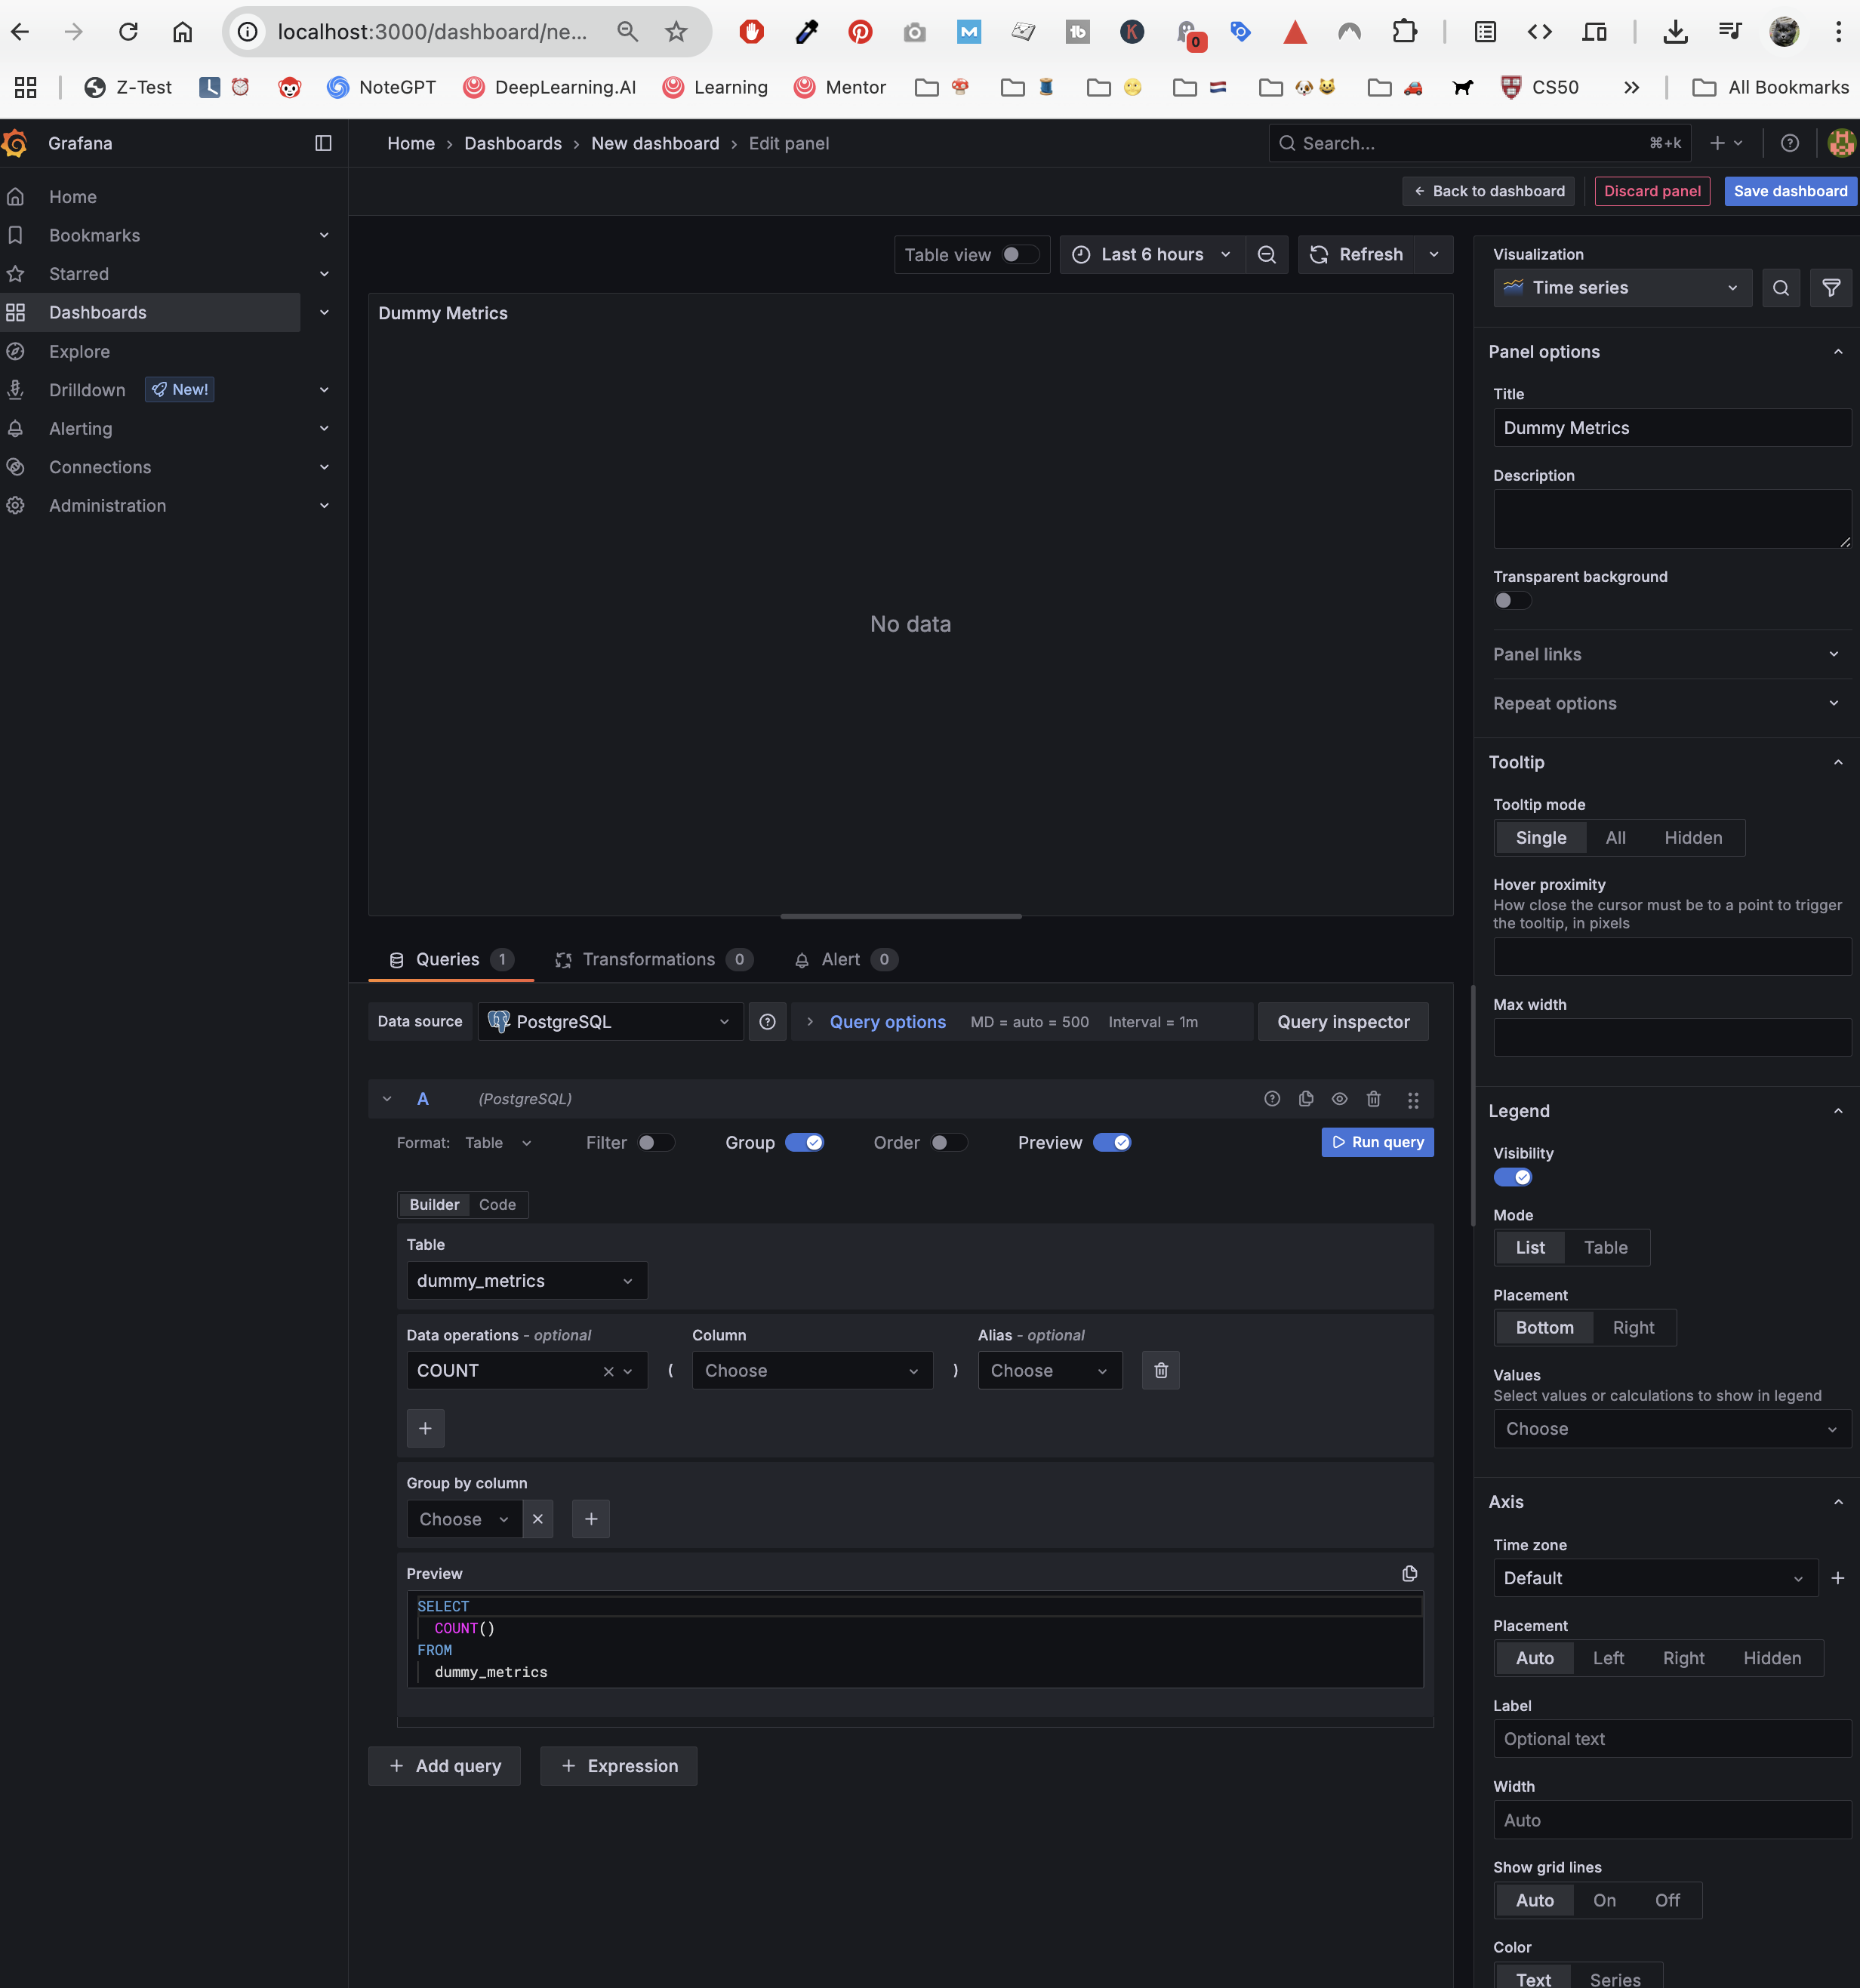 localhost:3000/dashboard/ne...
0
Z-Test
NoteGPT
DeepLearning.AI
Learning
Mentor
CS50
All Bookmarks
Grafana
Home › Dashboards › New dashboard › Edit panel
Search...
⌘+k
Back to dashboard
Discard panel
Save dashboard
Home
Bookmarks
Starred
Dashboards
Explore
Drilldown New!
Alerting
Connections
Administration
Table view
Last 6 hours
Refresh
Dummy Metrics
No data
Queries 1
Transformations 0
Alert 0
Data source
PostgreSQL
Query options
MD = auto = 500
Interval = 1m
Query inspector
A
(PostgreSQL)
Format: Table
Filter
Group
Order
Preview
Run query
Builder
Code
Table
dummy_metrics
Data operations - optional
Column
Alias - optional
COUNT
(
Choose
)
Choose
Group by column
Choose
Preview
SELECT
COUNT()
FROM
dummy_metrics
+ Add query
+ Expression
Visualization
Time series
Panel options
Title
Dummy Metrics
Description
Transparent background
Panel links
Repeat options
Tooltip
Tooltip mode
Single All Hidden
Hover proximity
How close the cursor must be to a point to trigger
the tooltip, in pixels
Max width
Legend
Visibility
Mode
List Table
Placement
Bottom Right
Values
Select values or calculations to show in legend
Choose
Axis
Time zone
Default
Placement
Auto Left Right Hidden
Label
Optional text
Width
Auto
Show grid lines
Auto On Off
Color
Text Series